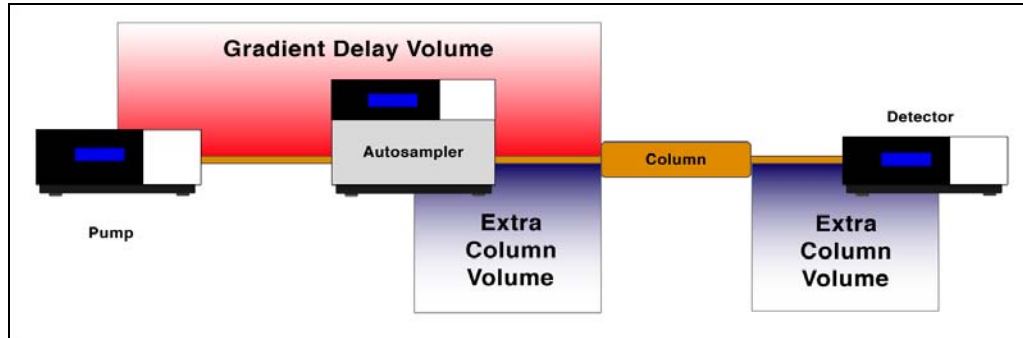 Gradient Delay Volume
Detector
Autosampler
Column
Pump
Extra
Column
Volume
Extra
Column
Volume